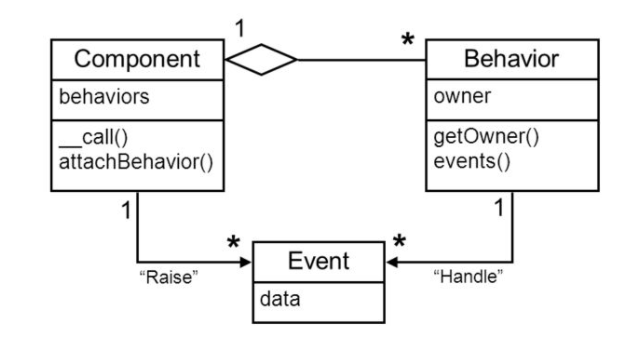 1
*
Component
Behavior
behaviors
owner
__call()
attachBehavior()
getOwner()
events()
1
1
*
*
Event
"Raise"
"Handle"
data